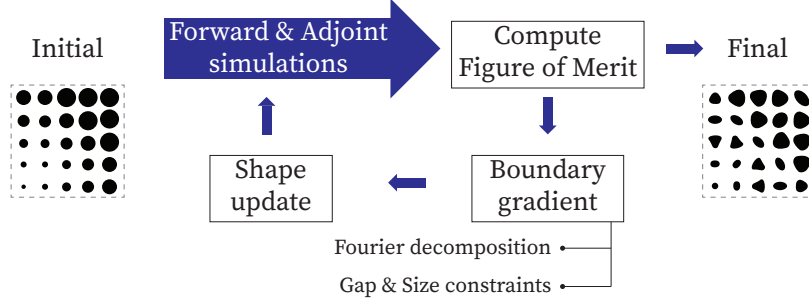 Initial
Forward & Adjoint
simulations
Compute
Figure of Merit
Final
Shape
update
Boundary
gradient
Fourier decomposition
Gap & Size constraints